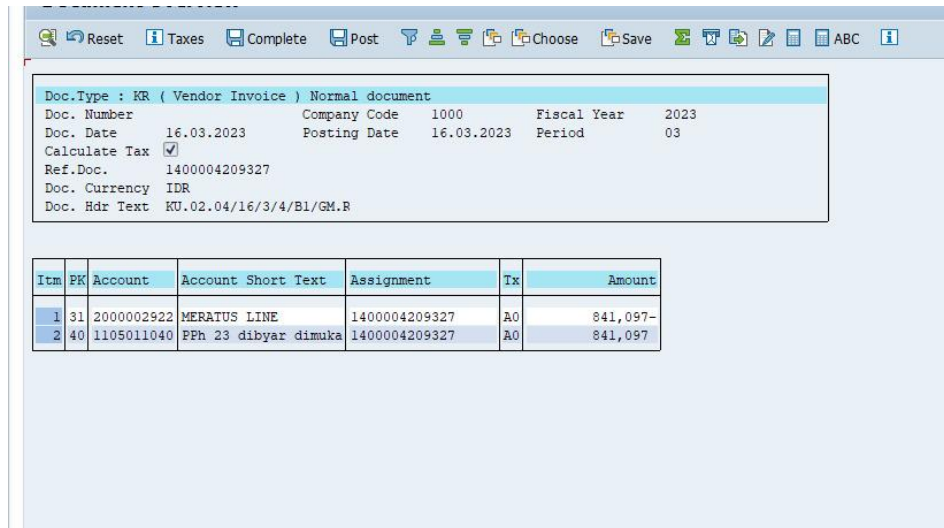 Reset Taxes Complete Post Choose Save ABC
Doc.Type : KR ( Vendor Invoice ) Normal document
Doc. Number Company Code 1000 Fiscal Year 2023
Doc. Date 16.03.2023 Posting Date 16.03.2023 Period 03
Calculate Tax
Ref.Doc. 1400004209327
Doc. Currency IDR
Doc. Hdr Text KU.02.04/16/3/4/B1/GM.R
Itm PK Account Account Short Text Assignment Tx Amount
1 31 2000002922 MERATUS LINE 1400004209327 A0 841,097-
2 40 1105011040 PPh 23 dibyar dimuka 1400004209327 A0 841,097